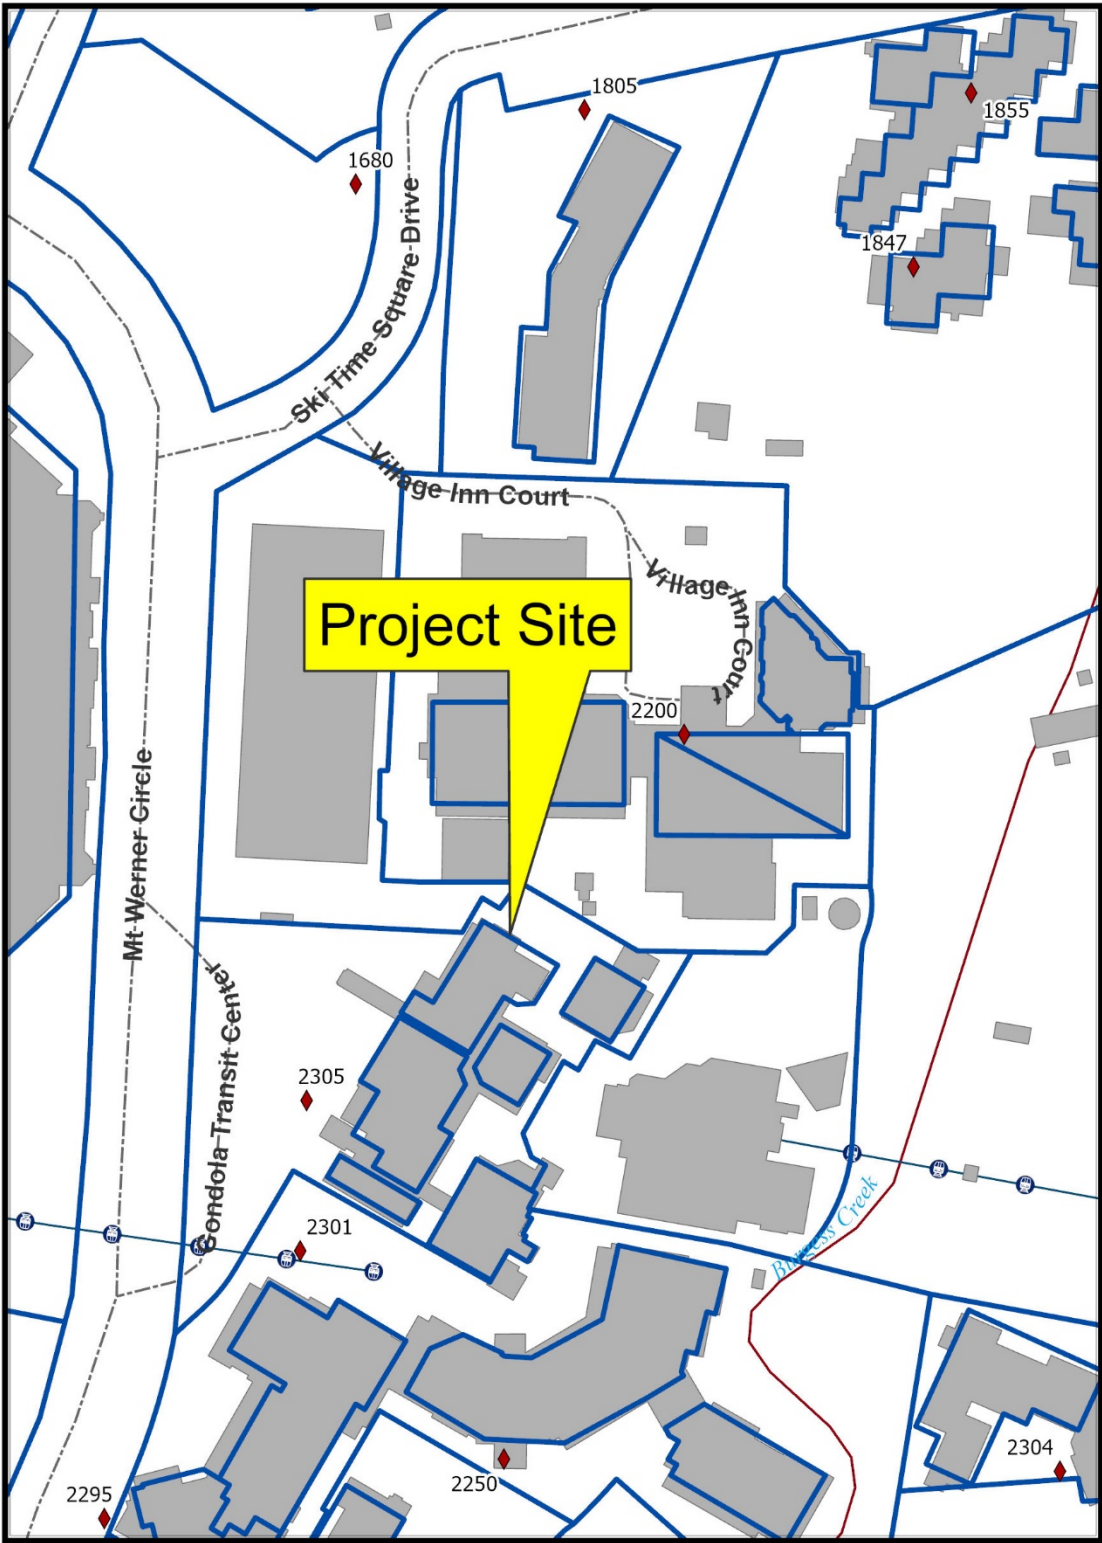 1805
1855
1680
1847
Ski Time Square Drive
Village Inn Court
Village Inn Court
Project Site
2200
Mt Werner Circle
Gondola Transit Center
2305
Burgess Creek
2301
2304
2250
2295